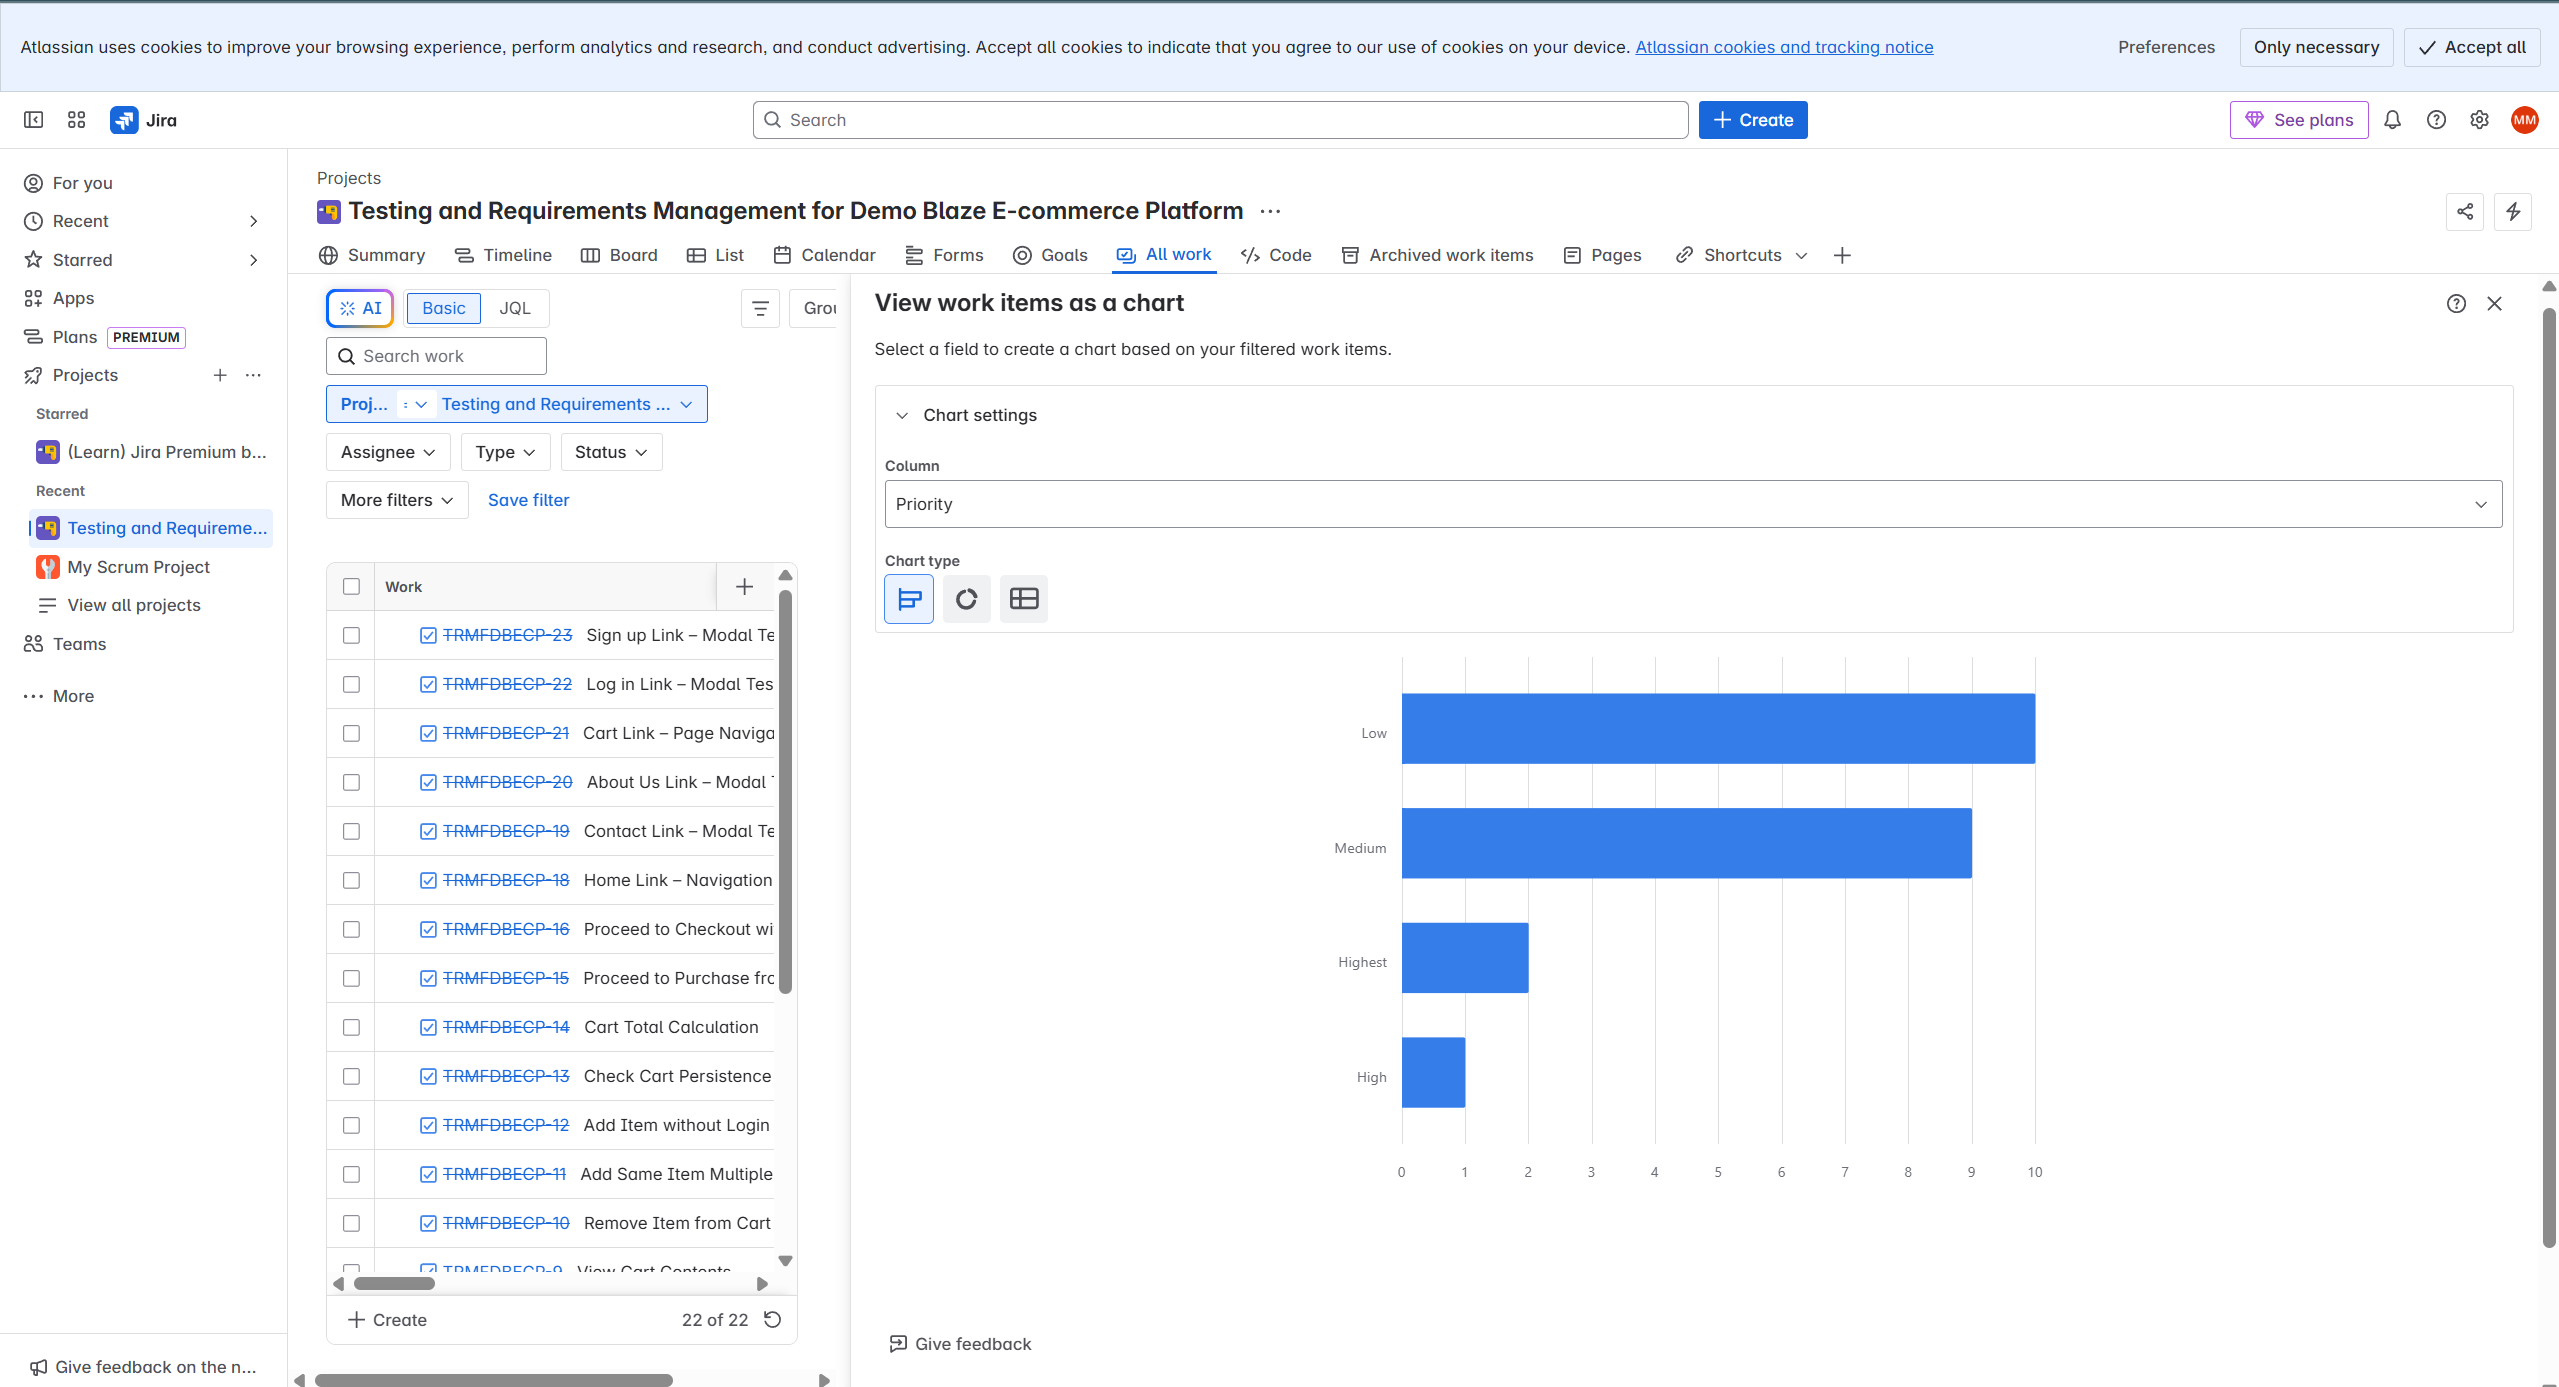 Atlassian uses cookies to improve your browsing experience, perform analytics and research, and conduct advertising. Accept all cookies to indicate that you agree to our use of cookies on your device. Atlassian cookies and tracking notice
Preferences
Only necessary
Accept all
Jira
Search
Create
See plans
MM
For you
Recent
Starred
Apps
Plans PREMIUM
Projects
Starred
(Learn) Jira Premium b...
Recent
Testing and Requireme...
My Scrum Project
View all projects
Teams
More
Give feedback on the n...
Projects
Testing and Requirements Management for Demo Blaze E-commerce Platform
Summary
Timeline
Board
List
Calendar
Forms
Goals
All work
Code
Archived work items
Pages
Shortcuts
AI
Basic
JQL
Grou
Search work
Proj... = Testing and Requirements ...
Assignee
Type
Status
More filters
Save filter
Work
TRMFDBECP-23 Sign up Link – Modal Te
TRMFDBECP-22 Log in Link – Modal Tes
TRMFDBECP-21 Cart Link – Page Naviga
TRMFDBECP-20 About Us Link – Modal T
TRMFDBECP-19 Contact Link – Modal Te
TRMFDBECP-18 Home Link – Navigation
TRMFDBECP-16 Proceed to Checkout wi
TRMFDBECP-15 Proceed to Purchase fro
TRMFDBECP-14 Cart Total Calculation
TRMFDBECP-13 Check Cart Persistence
TRMFDBECP-12 Add Item without Login
TRMFDBECP-11 Add Same Item Multiple
TRMFDBECP-10 Remove Item from Cart
TRMFDBECP-9 View Cart Contents
Create
22 of 22
View work items as a chart
Select a field to create a chart based on your filtered work items.
Chart settings
Column
Priority
Chart type
Low
Medium
Highest
High
0 1 2 3 4 5 6 7 8 9 10
Give feedback